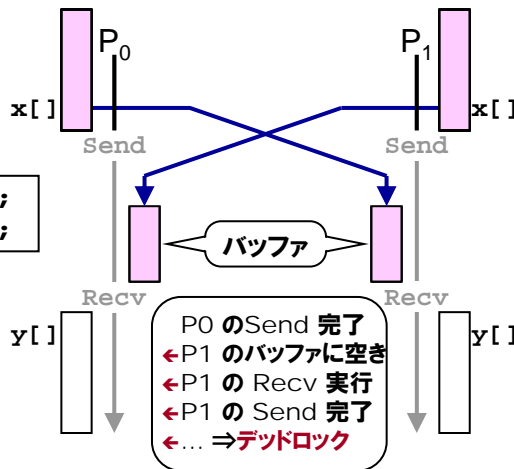 P0 P1
x[] x[]
Send Send
;
;
バッファ
Recv Recv
y[] y[]
P0 のSend 完了
←P1 のバッファに空き
←P1 の Recv 実行
←P1 の Send 完了
←... ⇒デッドロック